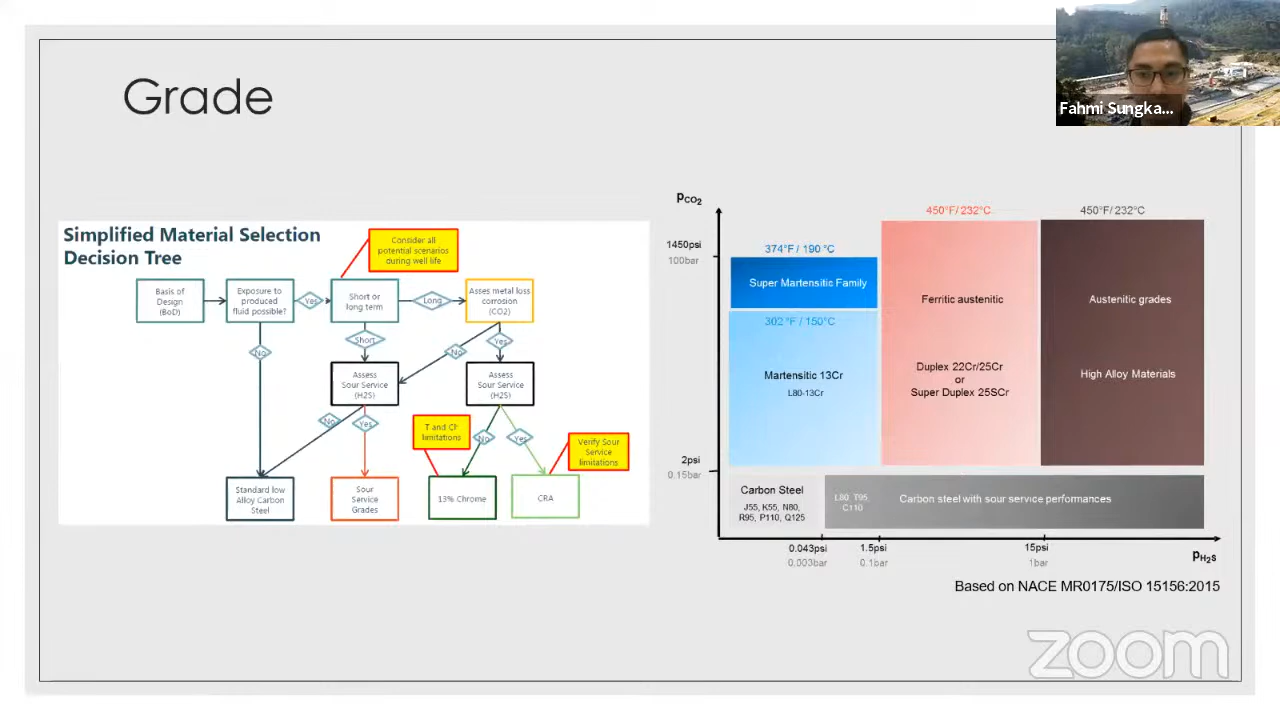 Grade
Fahmi Sungka...
Simplified Material Selection
Decision Tree
Consider all
potential scenarios
during well life
Basis of
Design
(BoD)
Exposure to
produced
fluid possible?
Yes
Short or
long term
Long
Asses metal loss
corrosion
(CO2)
No
Short
No
Yes
Assess
Sour Service
(H2S)
Assess
Sour Service
(H2S)
No
Yes
T and Cl-
limitations
No
Yes
Verify Sour
Service
limitations
Standard low
Alloy Carbon
Steel
Sour
Service
Grades
13% Chrome
CRA
pCO2
1450psi
100bar
2psi
0.15bar
374°F/ 190 °C
Super Martensitic Family
302 °F/ 150°C
Martensitic 13Cr
L80-13Cr
450°F/ 232°C
Ferritic austenitic
Duplex 22Cr/25Cr
or
Super Duplex 25SCr
450°F/ 232°C
Austenitic grades
High Alloy Materials
Carbon Steel
J55, K55, N80,
R95, P110, Q125
L80, T95,
C110
Carbon steel with sour service performances
0.043psi
0.003bar
1.5psi
0.1bar
15psi
1bar
pH2S
Based on NACE MR0175/ISO 15156:2015
zoom